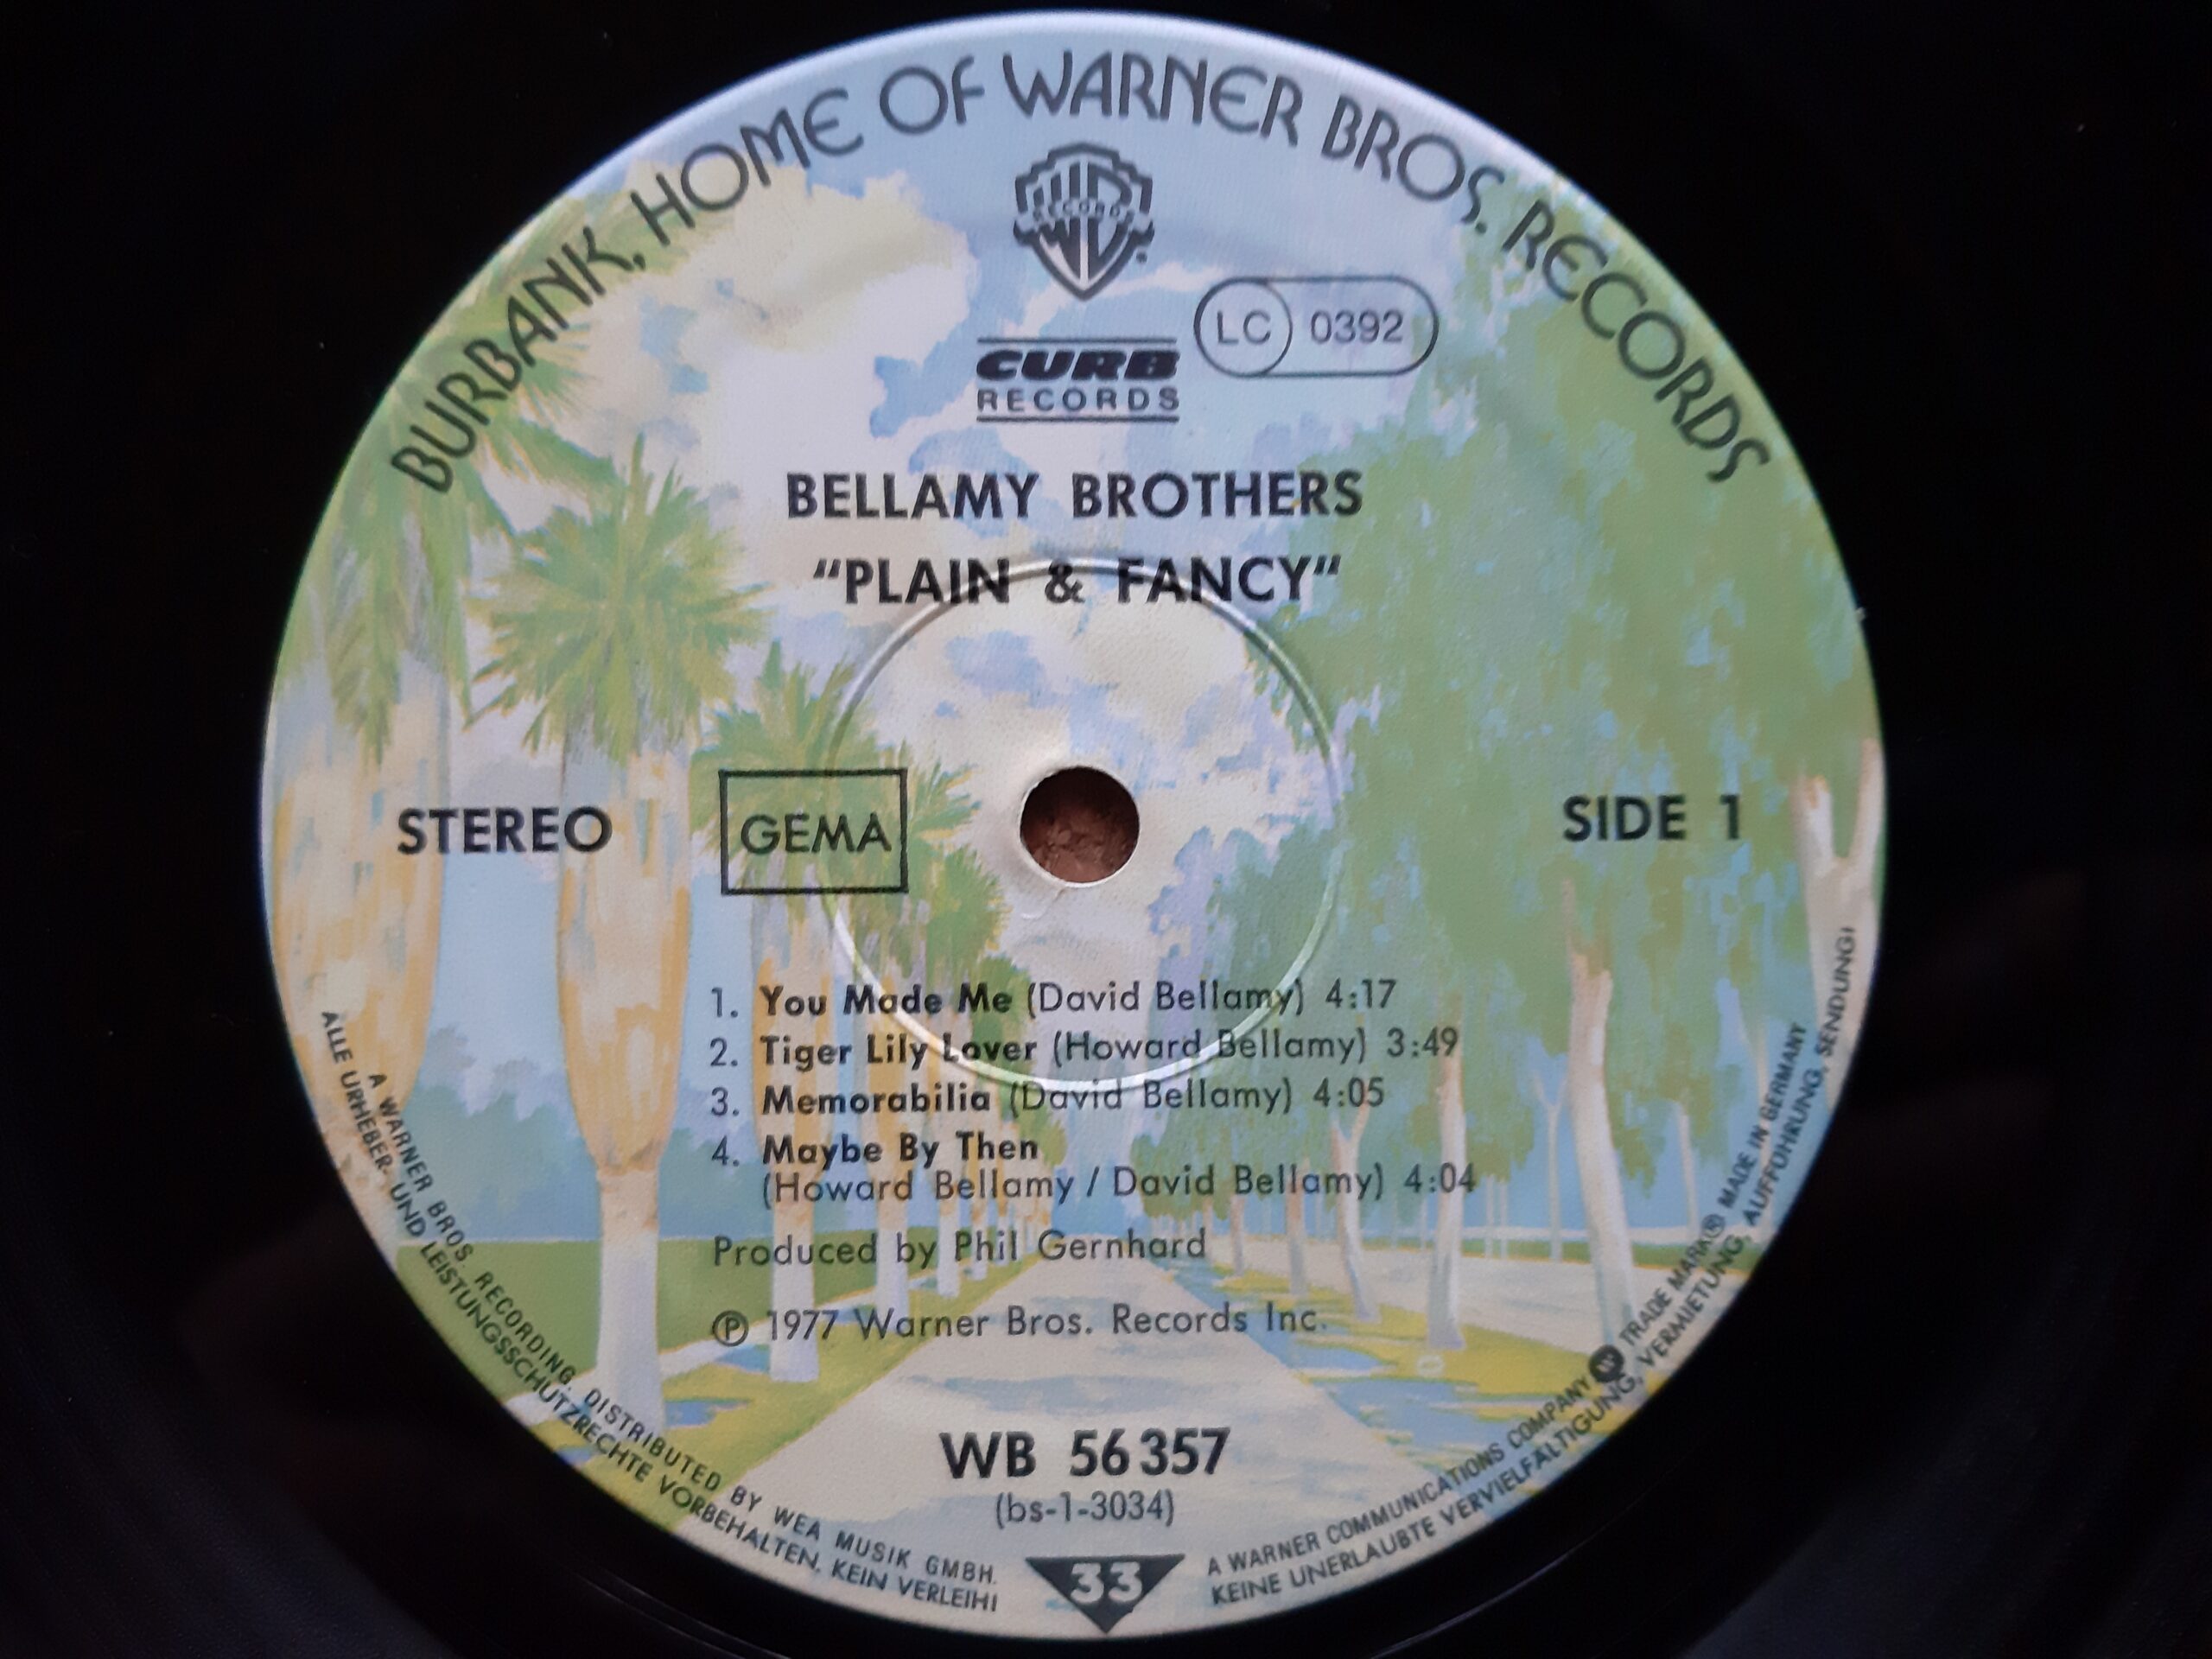 BURBANK, HOME OF WARNER BROS. RECORDS
RECORDS
LC 0392
CURB
RECORDS
BELLAMY BROTHERS
"PLAIN & FANCY"
STEREO
GEMA
SIDE 1
1. You Made Me (David Bellamy) 4:17
2. Tiger Lily Lover (Howard Bellamy) 3:49
3. Memorabilia (David Bellamy) 4:05
4. Maybe By Then
(Howard Bellamy / David Bellamy) 4:04
Produced by Phil Gernhard
℗ 1977 Warner Bros. Records Inc.
WB 56 357
(bs-1-3034)
33
A WARNER BROS. RECORDING. DISTRIBUTED BY WEA MUSIK GMBH.
ALLE URHEBER- UND LEISTUNGSSCHUTZRECHTE VORBEHALTEN. KEIN VERLEIH!
A WARNER COMMUNICATIONS COMPANY TRADE MARK® MADE IN GERMANY
KEINE UNERLAUBTE VERVIELFÄLTIGUNG, VERMIETUNG, AUFFÜHRUNG, SENDUNG!